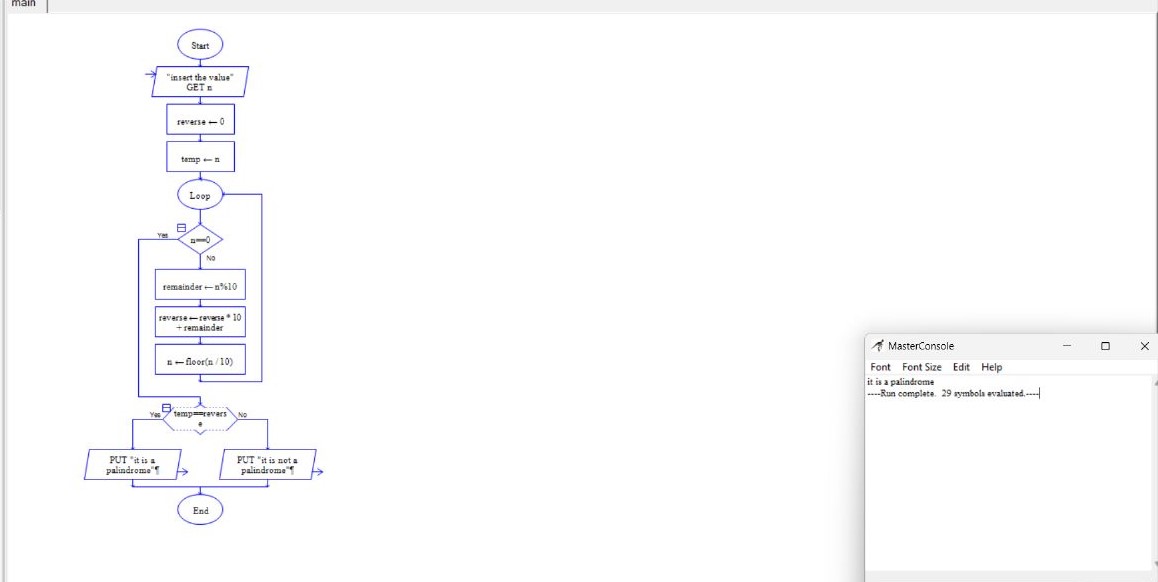 main
Start
"insert the value"
GET n
reverse ← 0
temp ← n
Loop
Yes
n==0
No
remainder ← n%10
reverse ← reverse * 10
+ remainder
n ← floor(n / 10)
Yes
temp==revers
e
No
PUT "it is a
palindrome"¶
PUT "it is not a
palindrome"¶
End
MasterConsole
Font Font Size Edit Help
it is a palindrome
----Run complete. 29 symbols evaluated.----